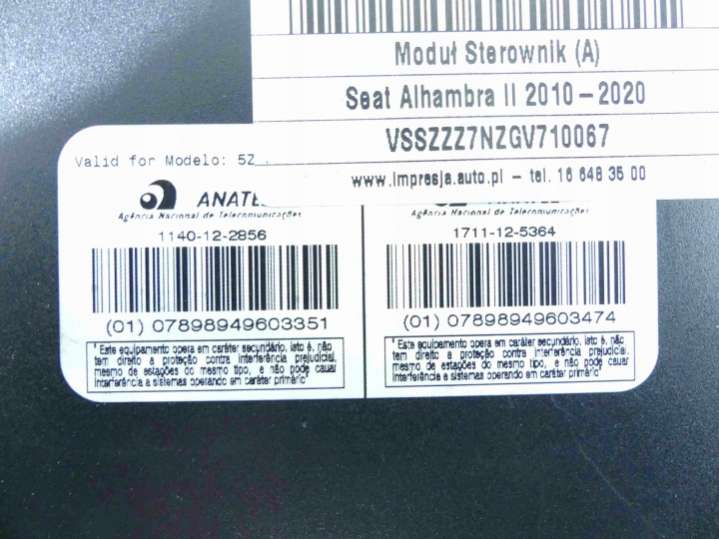 Moduł Sterownik (A)
Seat Alhambra II 2010 – 2020
VSSZZZ7NZGV710067
www.impresja.auto.pl – tel. 16 648 35 00
Valid for Modelo: 5Z
ANATEL
Agência Nacional de Telecomunicações
1140-12-2856
(01) 07898949603351
"Este equipamento opera em caráter secundário, isto é, não
tem direito a proteção contra interferência prejudicial,
mesmo de estações do mesmo tipo, e não pode causar
interferência a sistemas operando em caráter primário"
Agência Nacional de Telecomunicações
1711-12-5364
(01) 07898949603474
"Este equipamento opera em caráter secundário, isto é, não
tem direito a proteção contra interferência prejudicial,
mesmo de estações do mesmo tipo, e não pode causar
interferência a sistemas operando em caráter primário"